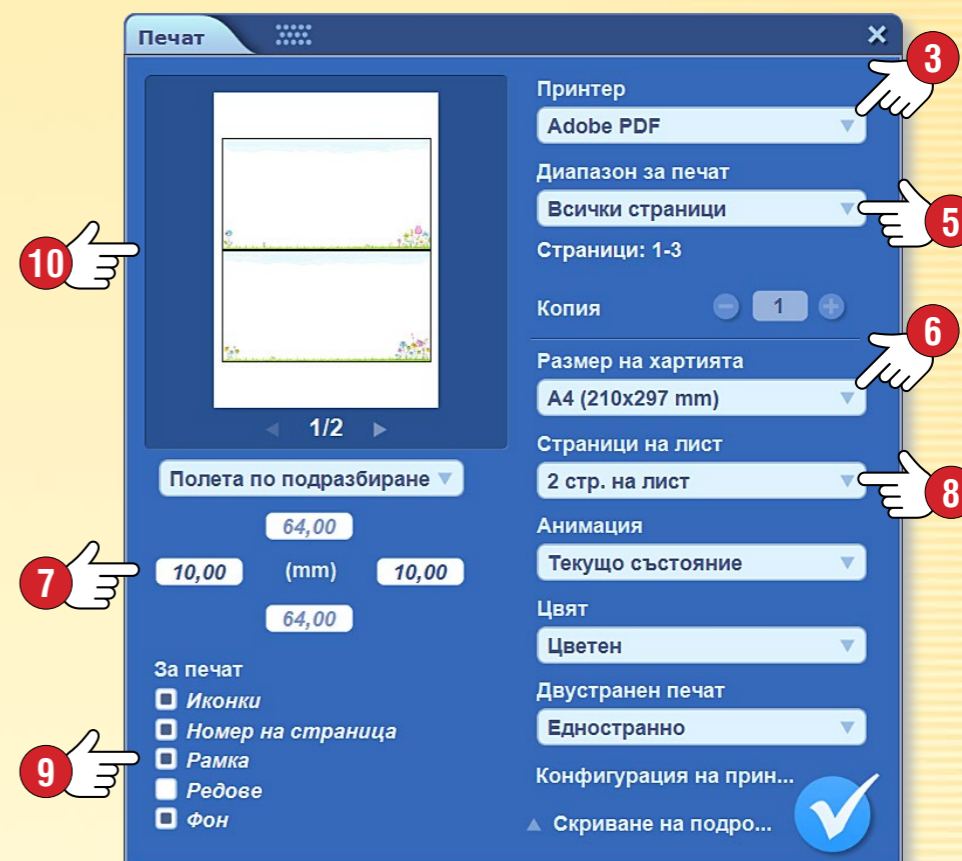 Печат
3
Принтер
Adobe PDF
Диапазон за печат
Всички страници
5
Страници: 1-3
10
Копия
1
6
Размер на хартията
A4 (210x297 mm)
1/2
Страници на лист
2 стр. на лист
8
Полета по подразбиране
64,00
10,00 (mm) 10,00
64,00
7
Анимация
Текущо състояние
Цвят
Цветен
За печат
Иконки
Номер на страница
Рамка
Редове
Фон
9
Двустранен печат
Едностранно
Конфигурация на прин...
Скриване на подро...